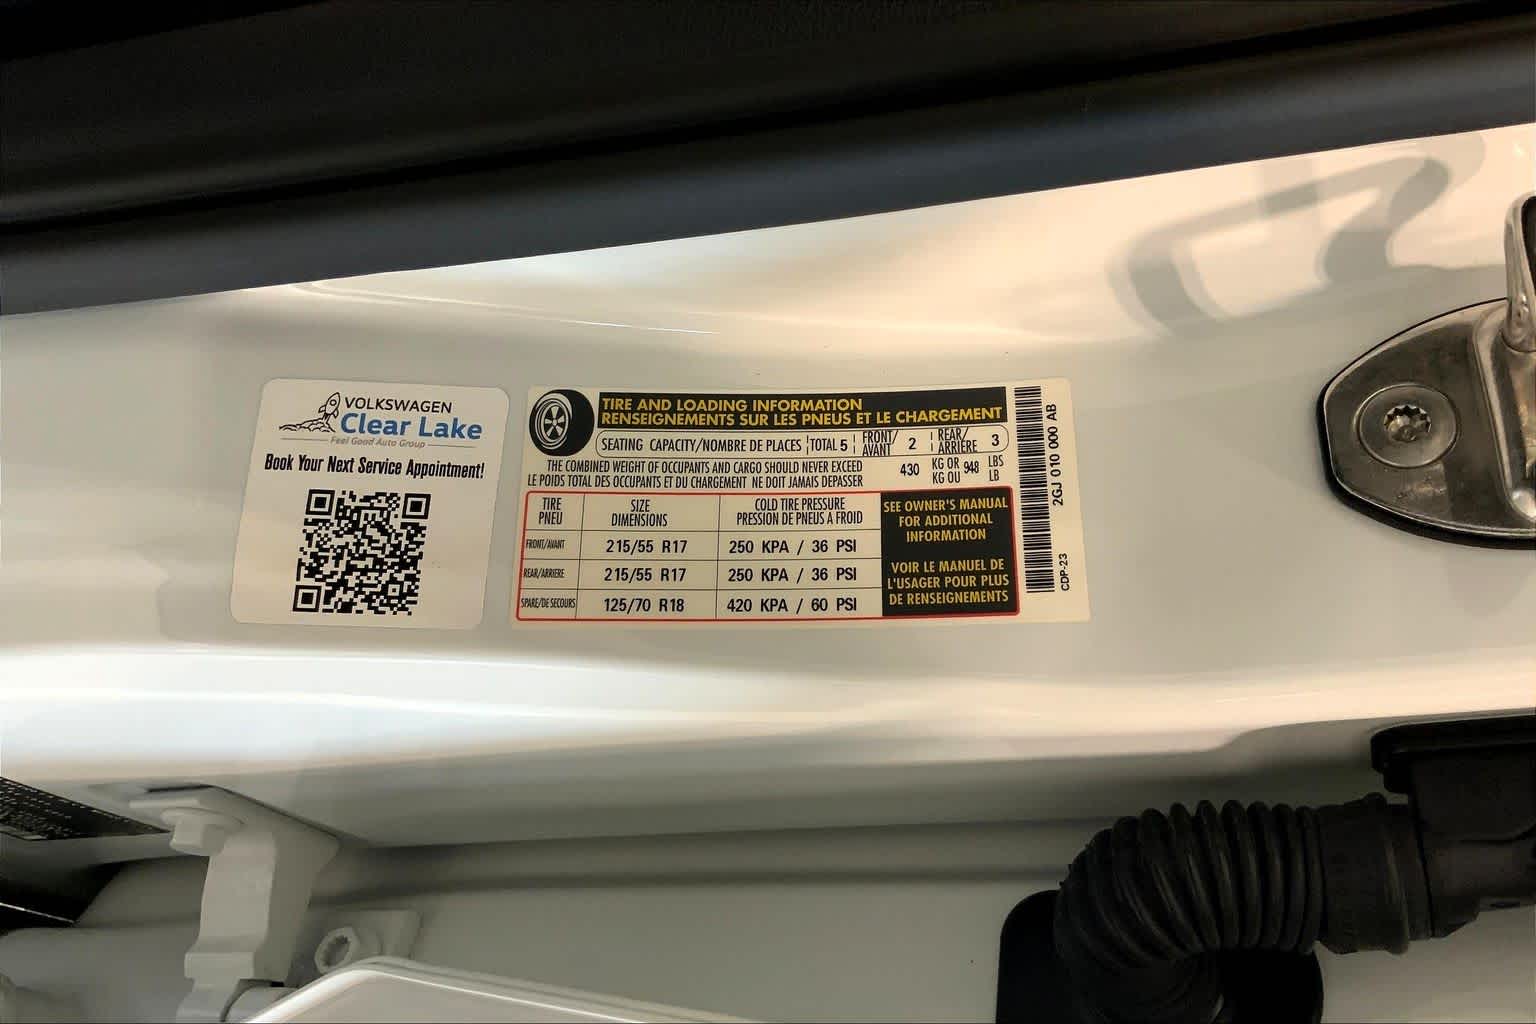 VOLKSWAGEN
Clear Lake
Feel Good Auto Group
Book Your Next Service Appointment!
TIRE AND LOADING INFORMATION
RENSEIGNEMENTS SUR LES PNEUS ET LE CHARGEMENT
SEATING CAPACITY/NOMBRE DE PLACES TOTAL 5 FRONT/AVANT 2 REAR/ARRIÈRE 3
THE COMBINED WEIGHT OF OCCUPANTS AND CARGO SHOULD NEVER EXCEED 430 KG OR 948 LBS
LE POIDS TOTAL DES OCCUPANTS ET DU CHARGEMENT NE DOIT JAMAIS DEPASSER KG OU LB
TIRE SIZE COLD TIRE PRESSURE
PNEU DIMENSIONS PRESSION DE PNEUS A FROID
FRONT/AVANT 215/55 R17 250 KPA / 36 PSI
REAR/ARRIERE 215/55 R17 250 KPA / 36 PSI
SPARE/DE SECOURS 125/70 R18 420 KPA / 60 PSI
SEE OWNER'S MANUAL
FOR ADDITIONAL
INFORMATION
VOIR LE MANUEL DE
L'USAGER POUR PLUS
DE RENSEIGNEMENTS
2GJ 010 000 AB
CDP-23